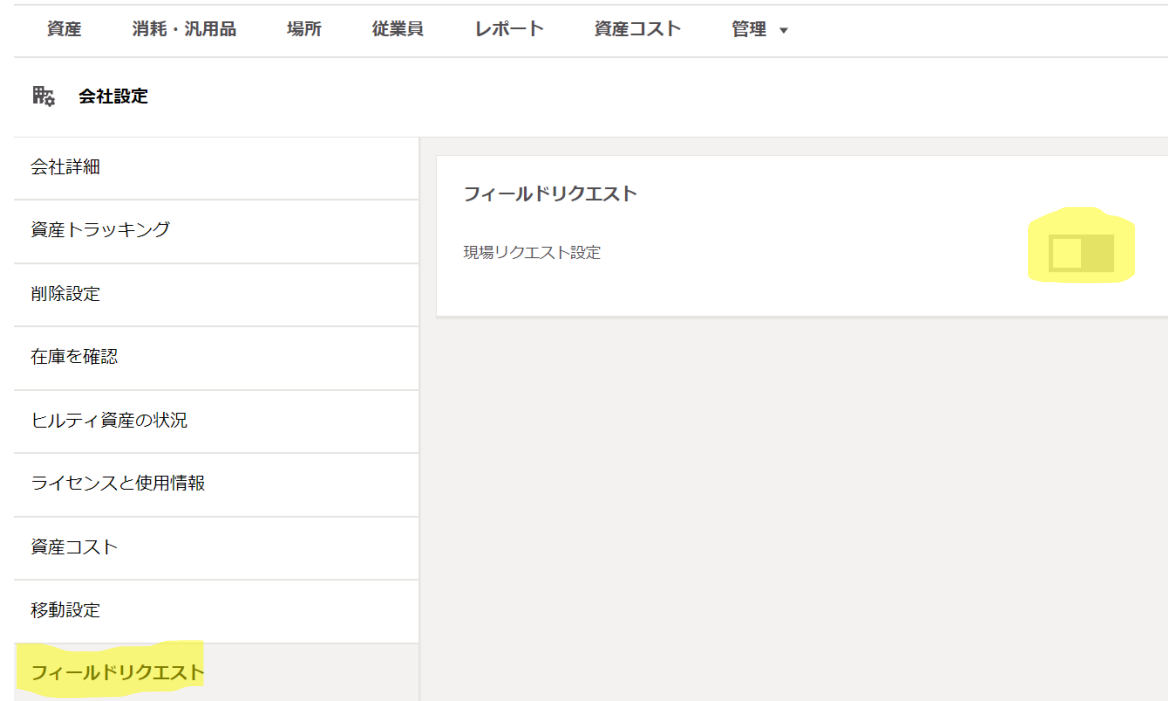 資産 消耗・汎用品 場所 従業員 レポート 資産コスト 管理
会社設定
会社詳細
資産トラッキング
削除設定
在庫を確認
ヒルティ資産の状況
ライセンスと使用情報
資産コスト
移動設定
フィールドリクエスト
フィールドリクエスト
現場リクエスト設定